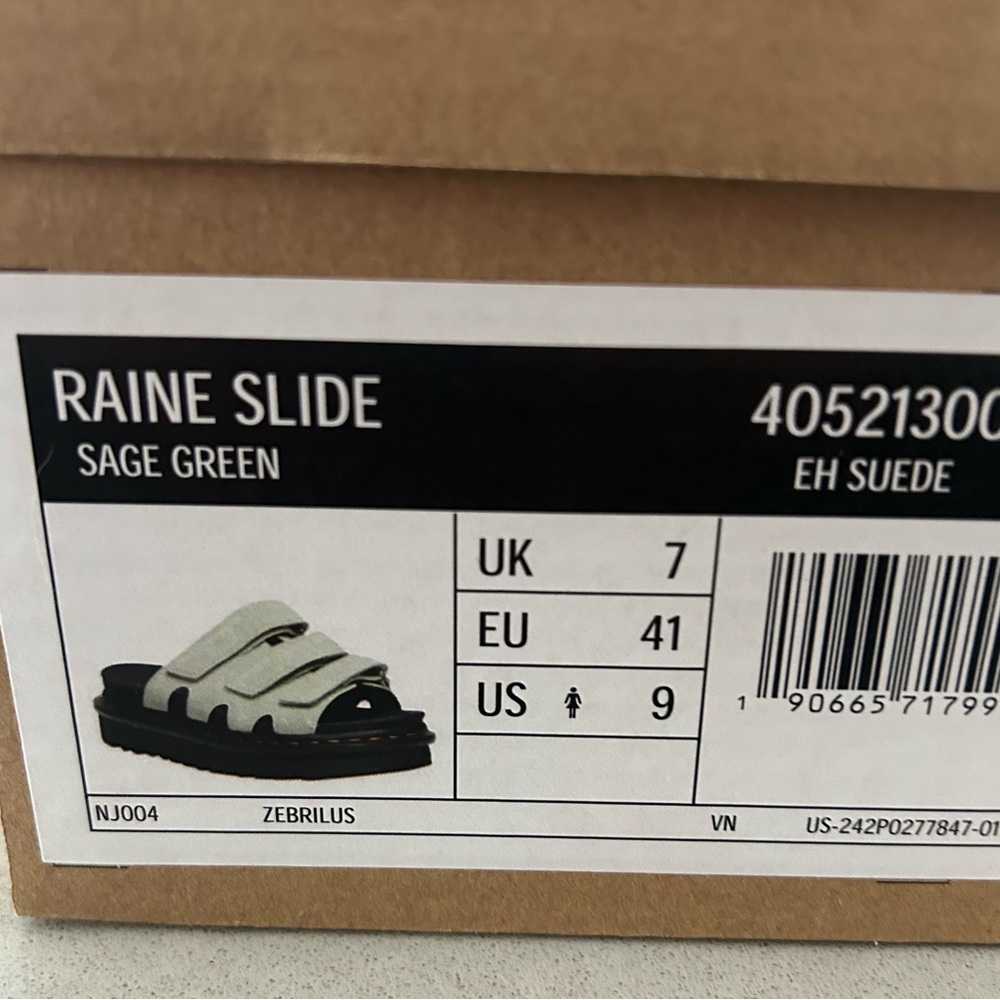 RAINE SLIDE
SAGE GREEN
40521300
EH SUEDE
UK 7
EU 41
US 9
1 90665 71799
NJ004 ZEBRILUS VN US-242P0277847-01